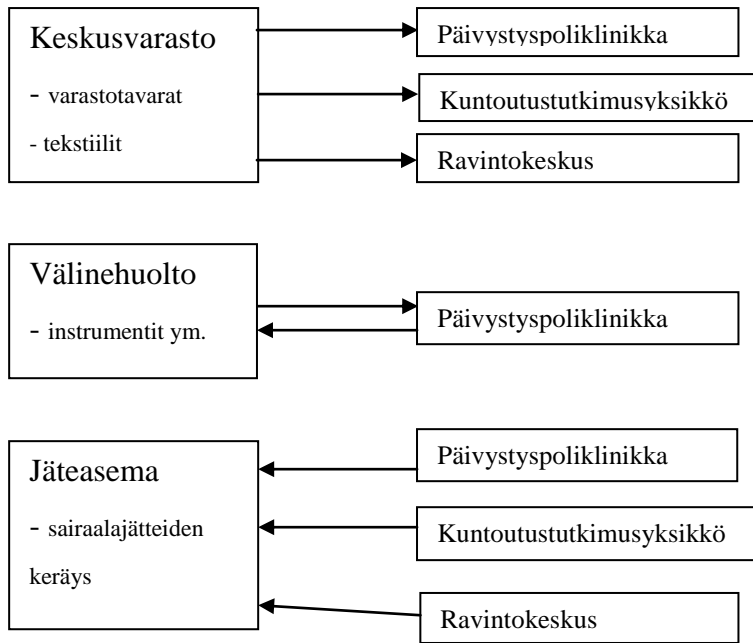 Keskusvarasto
- varastotavarat
- tekstiilit
Päivystyspoliklinikka
Kuntoutustutkimusyksikkö
Ravintokeskus
Välinehuolto
- instrumentit ym.
Päivystyspoliklinikka
Jäteasema
- sairaalajätteiden
keräys
Päivystyspoliklinikka
Kuntoutustutkimusyksikkö
Ravintokeskus